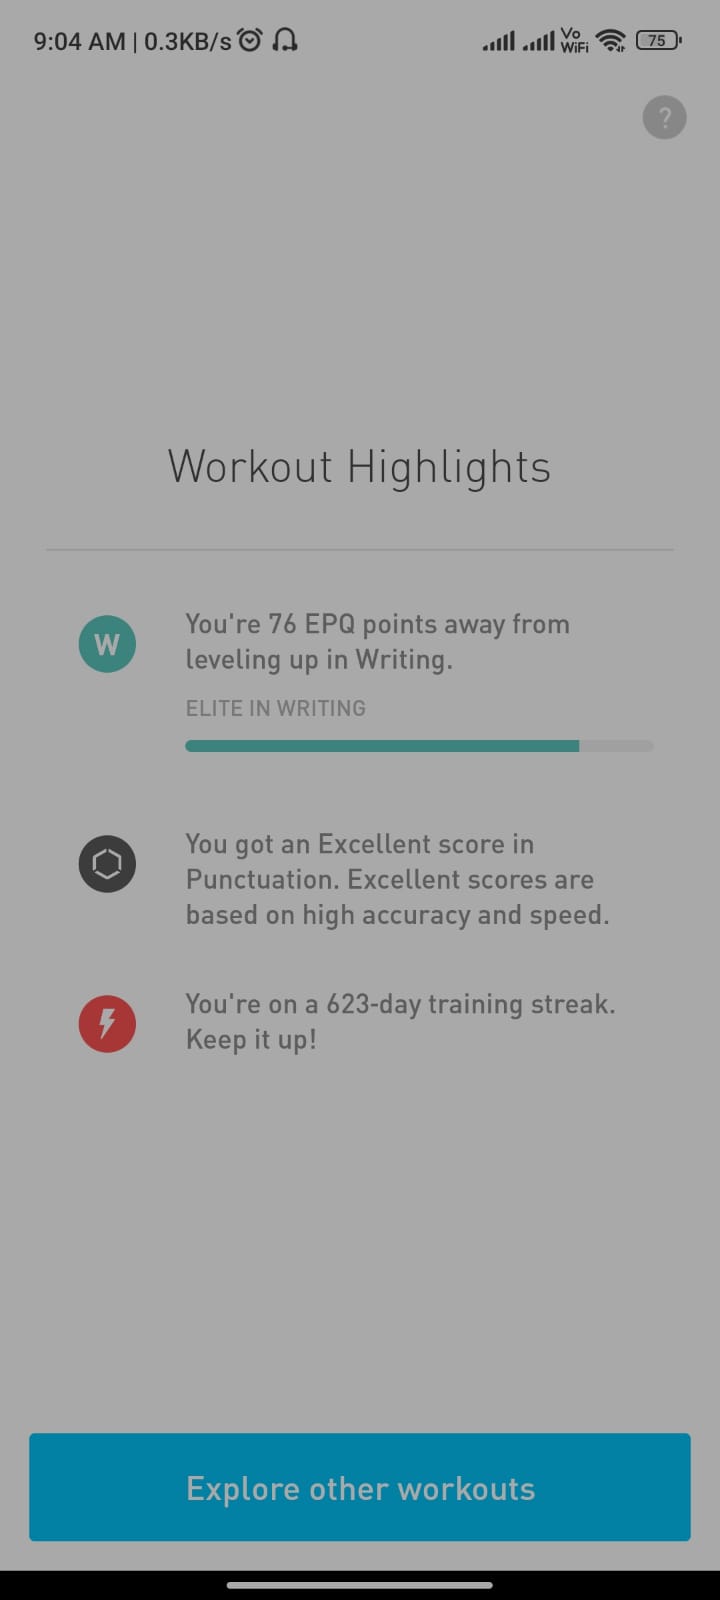 9:04 AM | 0.3KB/s Vo WiFi 75
?
Workout Highlights
W
You're 76 EPQ points away from
leveling up in Writing.
ELITE IN WRITING
You got an Excellent score in
Punctuation. Excellent scores are
based on high accuracy and speed.
You're on a 623-day training streak.
Keep it up!
Explore other workouts